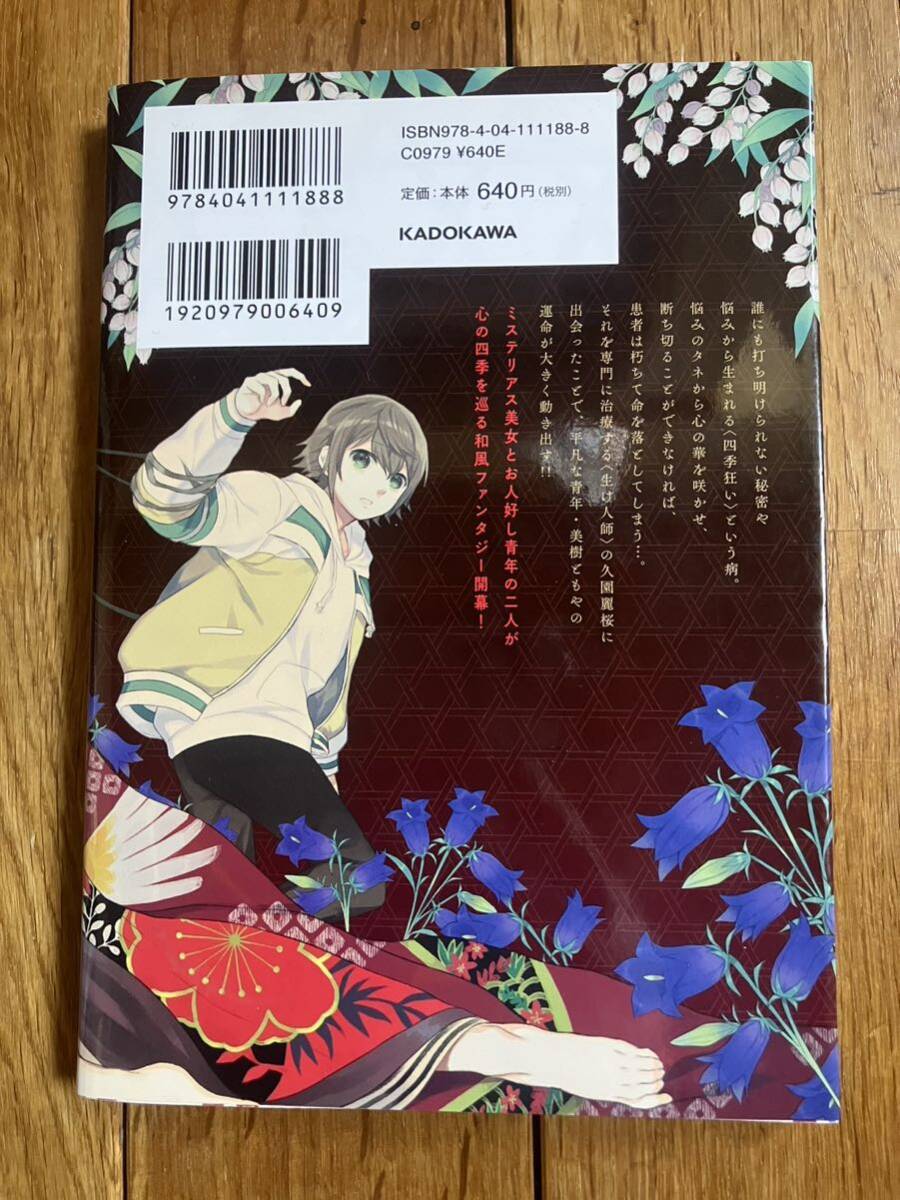 ISBN978-4-04-111188-8
C0979 ¥640E
定価：本体 640円（税別）
KADOKAWA
9784041111888
1920979006409
誰にも打ち明けられない秘密や
悩みから生まれる〈四季狂い〉という病。
悩みのタネから心の華を咲かせ、
断ち切ることができなければ、
患者は朽ちて命を落としてしまう…。
それを専門に治療する〈生け人師〉の久園麗桜に
出会ったことで、平凡な青年・美樹ともやの
運命が大きく動き出す!!
ミステリアス美女とお人好し青年の二人が
心の四季を巡る和風ファンタジー開幕！